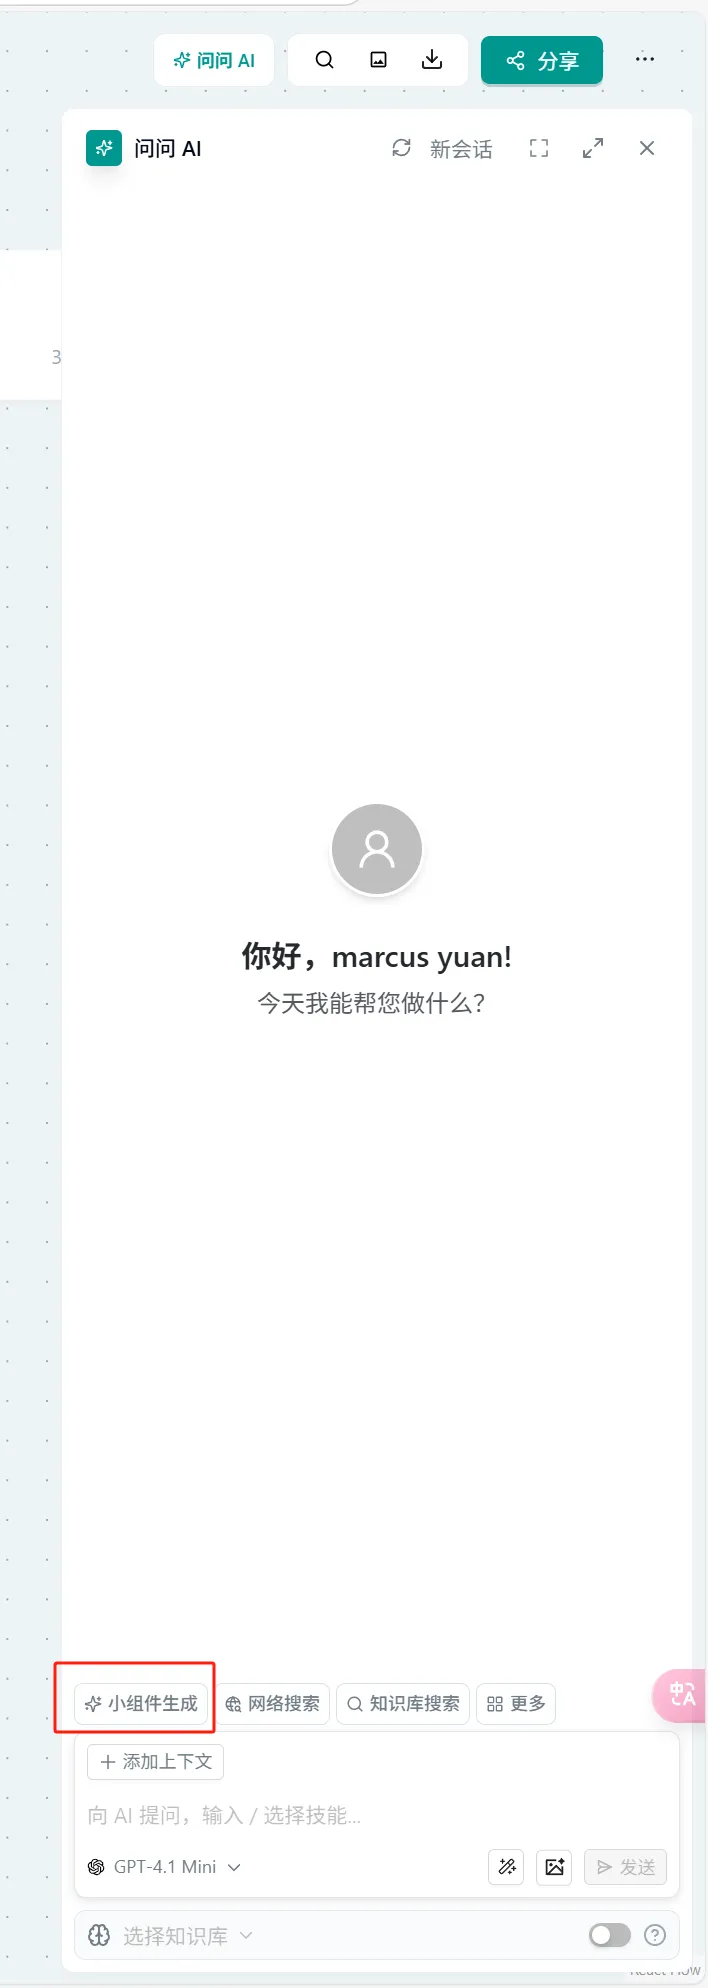 问问 AI
分享
问问 AI
新会话
3
你好，marcus yuan!
今天我能帮您做什么？
小组件生成
网络搜索
知识库搜索
更多
中A
添加上下文
向 AI 提问，输入 / 选择技能...
GPT-4.1 Mini
发送
选择知识库
React Flow